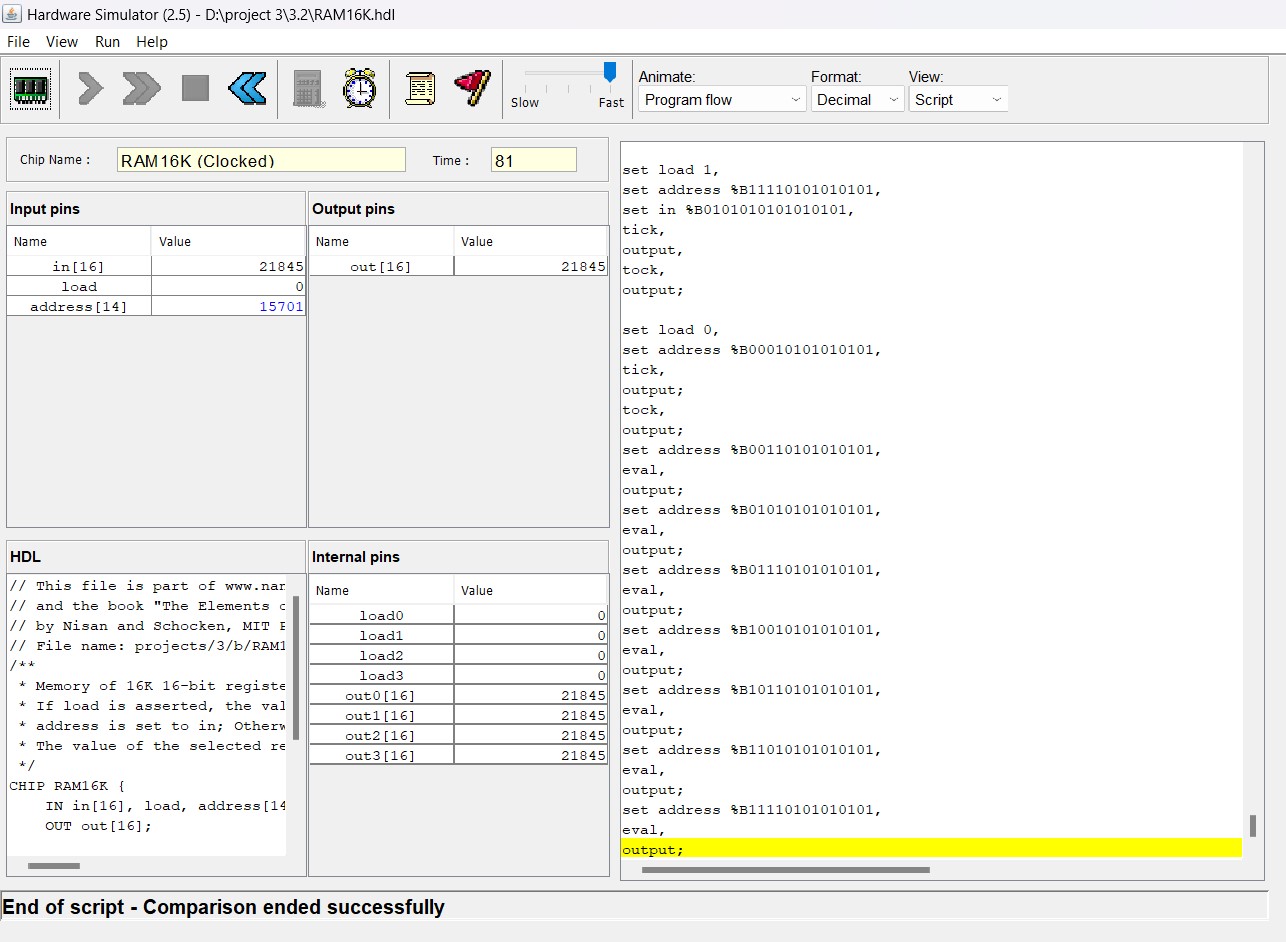 Hardware Simulator (2.5) - D:\project 3\3.2\RAM16K.hdl
File View Run Help
Slow Fast
Animate: Format: View:
Program flow Decimal Script
Chip Name : RAM16K (Clocked) Time : 81
Input pins
Name Value
in[16] 21845
load 0
address[14] 15701
Output pins
Name Value
out[16] 21845
HDL
// This file is part of www.nan
// and the book "The Elements o
// by Nisan and Schocken, MIT P
// File name: projects/3/b/RAM1
/**
* Memory of 16K 16-bit registe
* If load is asserted, the val
* address is set to in; Otherw
* The value of the selected re
*/
CHIP RAM16K {
IN in[16], load, address[14
OUT out[16];
Internal pins
Name Value
load0 0
load1 0
load2 0
load3 0
out0[16] 21845
out1[16] 21845
out2[16] 21845
out3[16] 21845
set load 1,
set address %B11110101010101,
set in %B0101010101010101,
tick,
output,
tock,
output;
set load 0,
set address %B00010101010101,
tick,
output;
tock,
output;
set address %B00110101010101,
eval,
output;
set address %B01010101010101,
eval,
output;
set address %B01110101010101,
eval,
output;
set address %B10010101010101,
eval,
output;
set address %B10110101010101,
eval,
output;
set address %B11010101010101,
eval,
output;
set address %B11110101010101,
eval,
output;
End of script - Comparison ended successfully